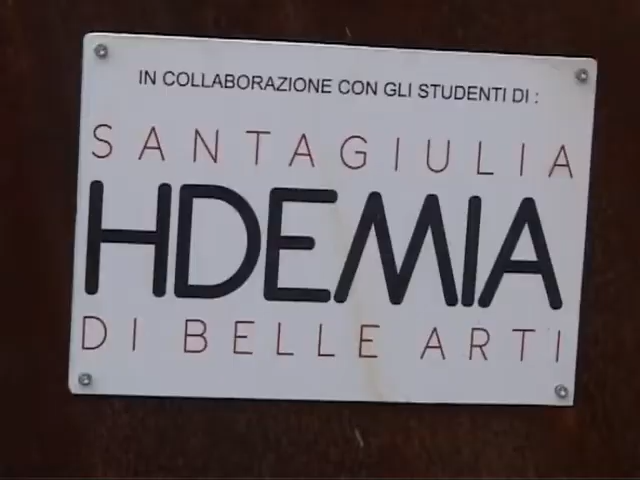 IN COLLABORAZIONE CON GLI STUDENTI DI :
SANTAGIULIA
HDEMIA
DI BELLE ARTI